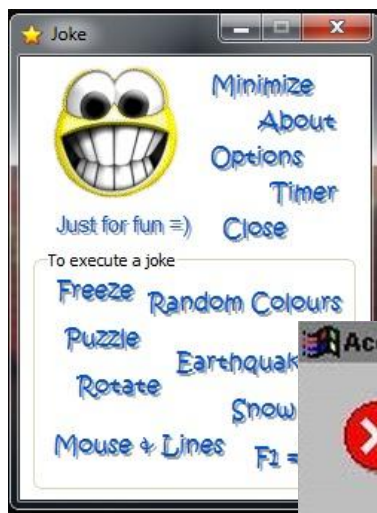 Joke
Minimize
About
Options
Timer
Just for fun =)
Close
To execute a joke
Freeze
Random Colours
Puzzle
Earthquak
Rotate
Snow
Mouse & Lines
F1 =
Acc